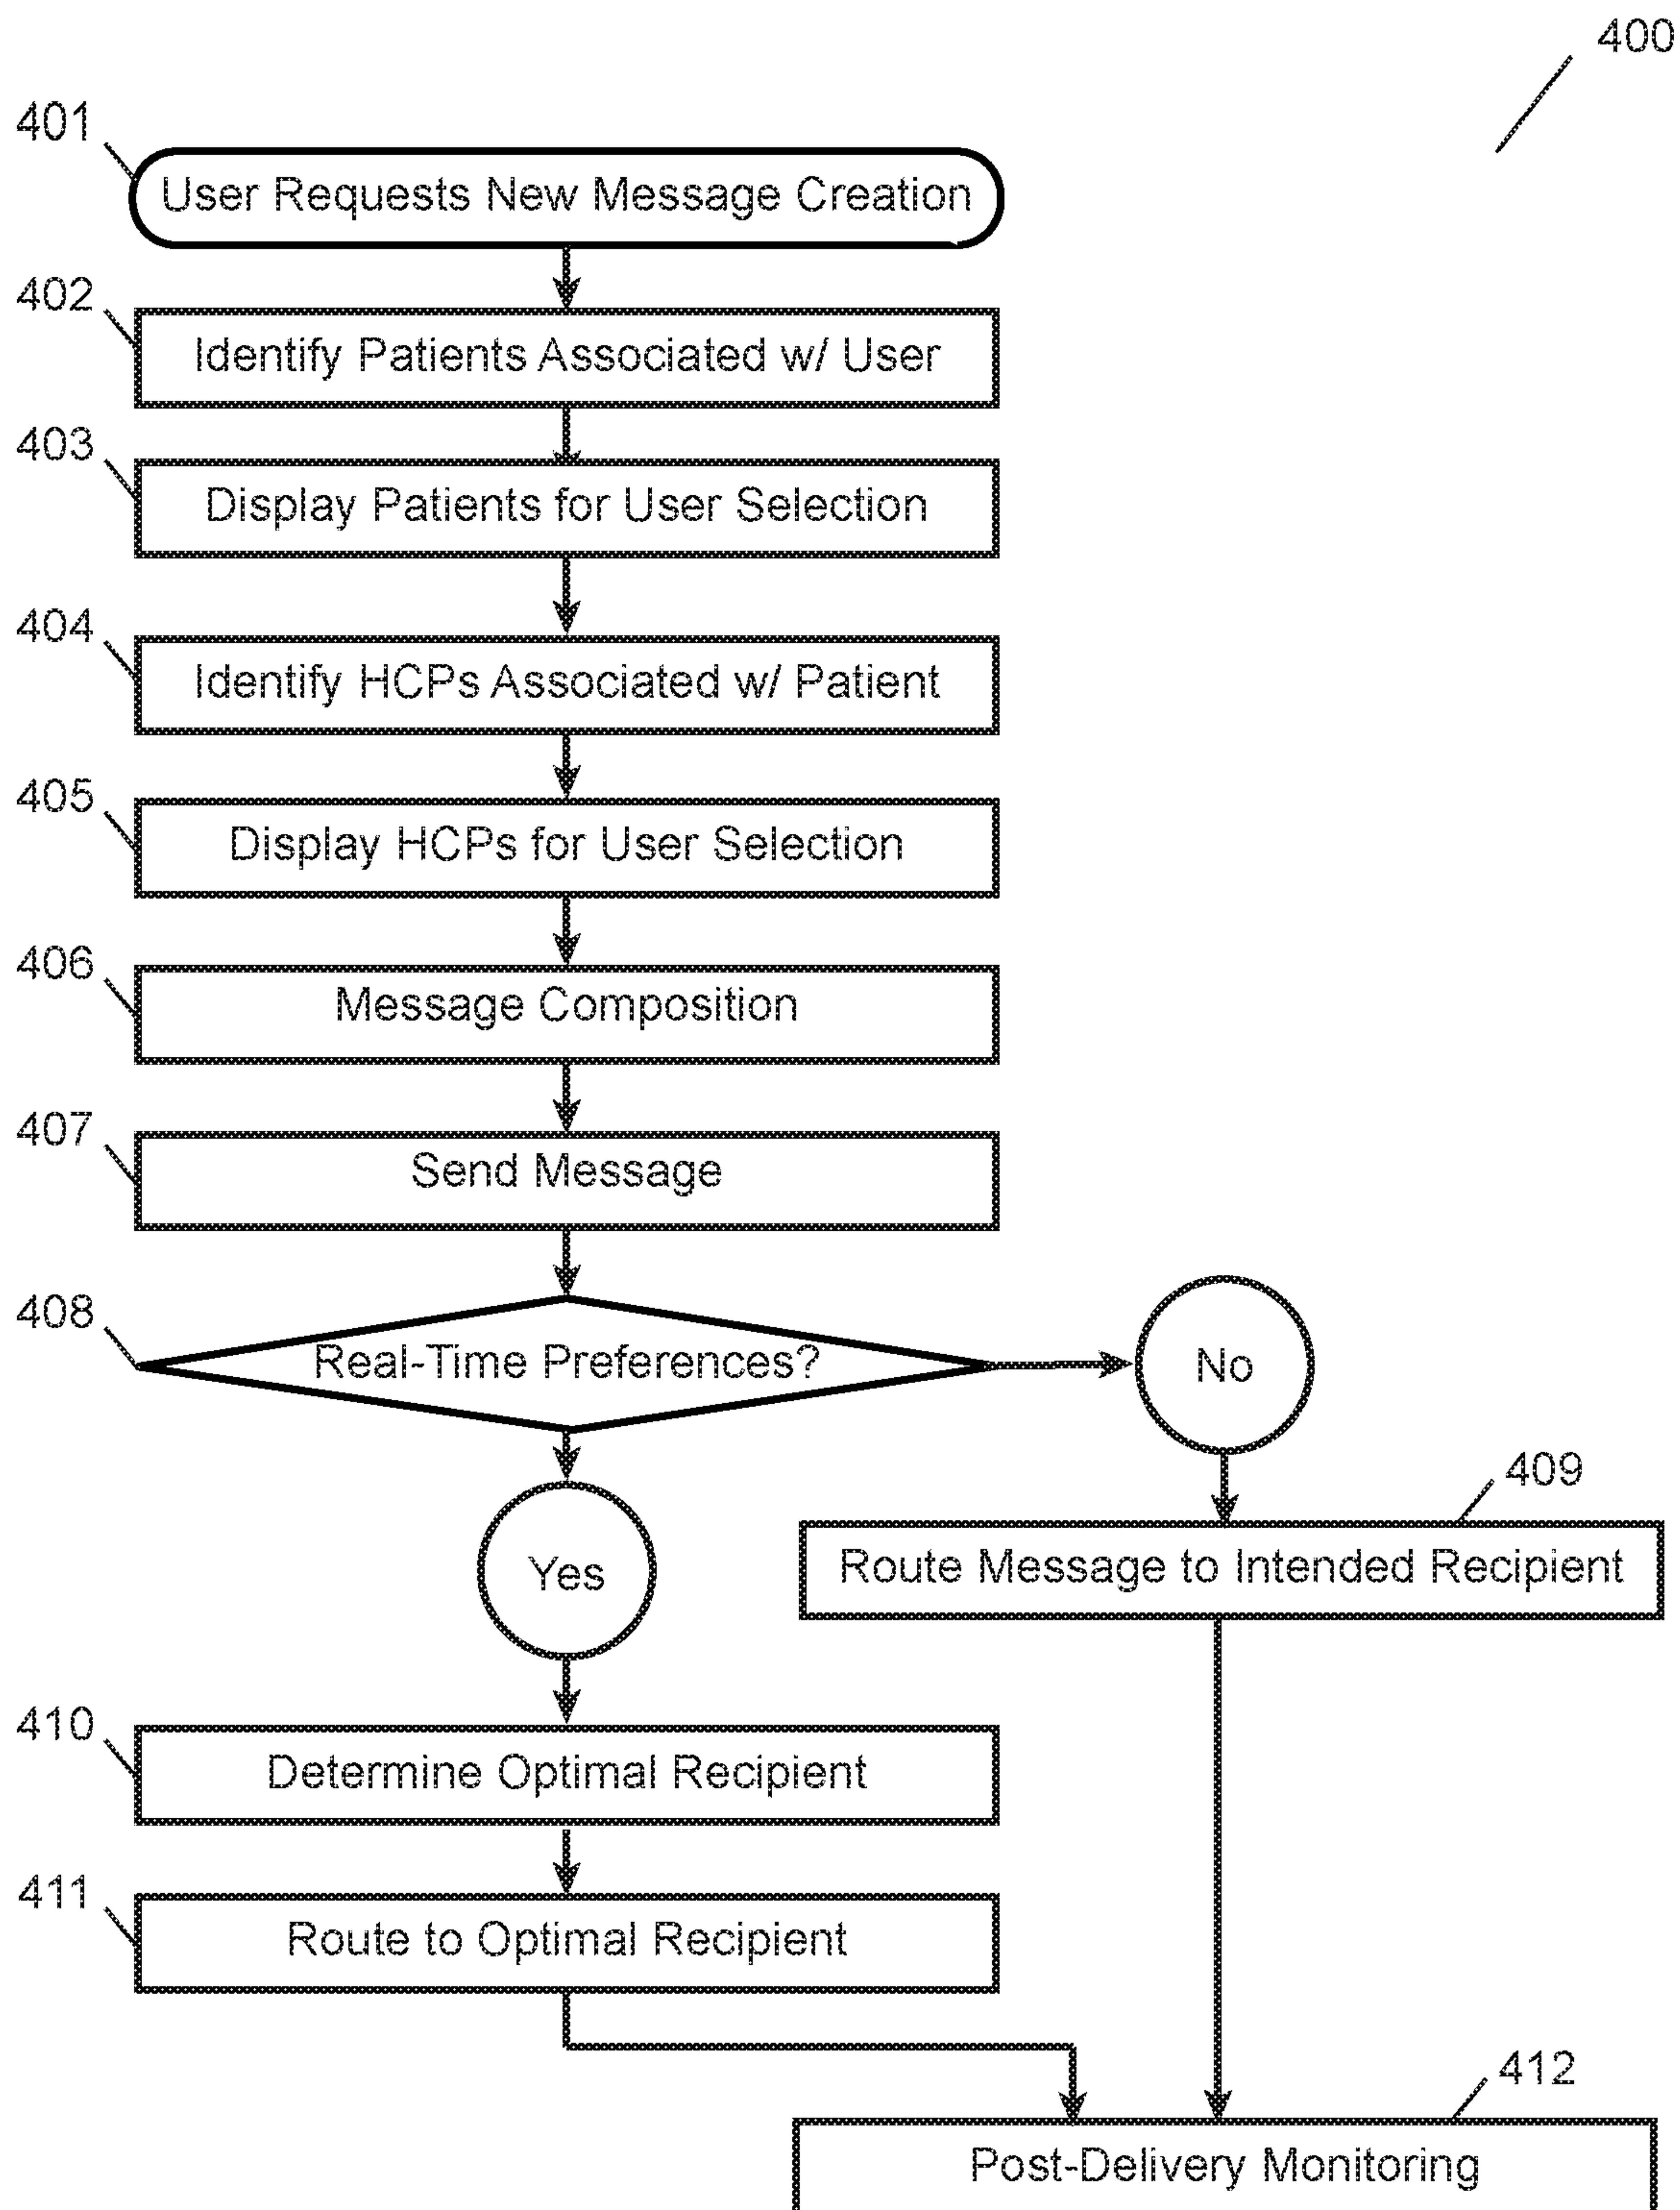 400
401
User Requests New Message Creation
402
Identify Patients Associated w/ User
403
Display Patients for User Selection
404
Identify HCPs Associated w/ Patient
405
Display HCPs for User Selection
406
Message Composition
407
Send Message
408
Real-Time Preferences?
No
409
Yes
Route Message to Intended Recipient
410
Determine Optimal Recipient
411
Route to Optimal Recipient
412
Post-Delivery Monitoring